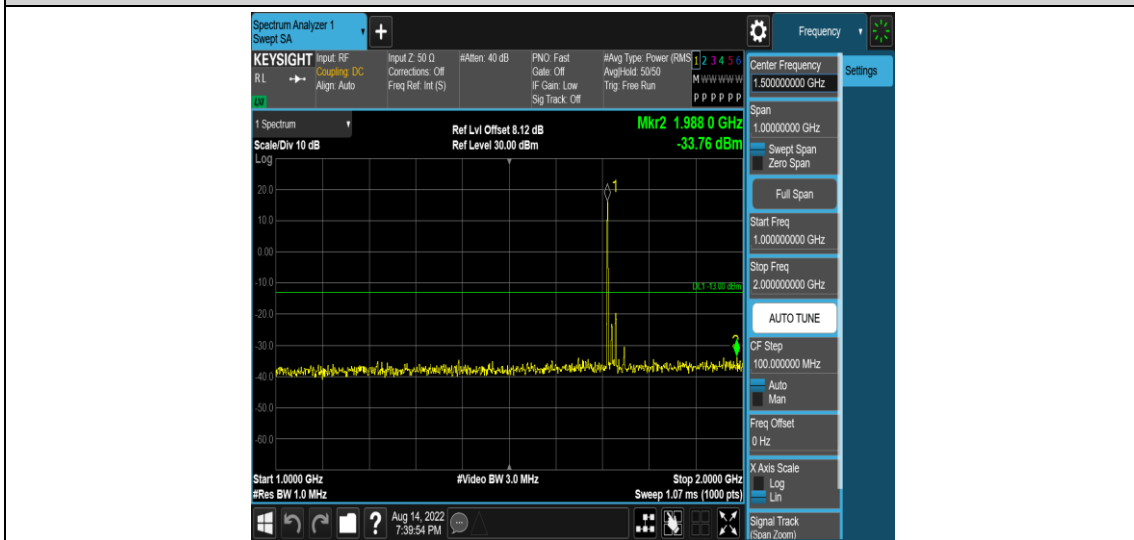 Spectrum Analyzer 1
Swept SA
+
Frequency
KEYSIGHT
RL
LXI
Input: RF
Coupling: DC
Align: Auto
Input Z: 50 Ω
Corrections: Off
Freq Ref: Int (S)
#Atten: 40 dB
PNO: Fast
Gate: Off
IF Gain: Low
Sig Track: Off
#Avg Type: Power (RMS
Avg|Hold: 50/50
Trig: Free Run
1 2 3 4 5 6
M W W W W W
P P P P P P
Center Frequency
1.500000000 GHz
Settings
1 Spectrum
Scale/Div 10 dB
Log
Ref Lvl Offset 8.12 dB
Ref Level 30.00 dBm
Mkr2 1.988 0 GHz
-33.76 dBm
Span
1.00000000 GHz
Swept Span
Zero Span
Full Span
Start Freq
1.000000000 GHz
Stop Freq
2.000000000 GHz
AUTO TUNE
CF Step
100.000000 MHz
Auto
Man
Freq Offset
0 Hz
X Axis Scale
Log
Lin
Signal Track
(Span Zoom)
1
20.0
10.0
0.00
-10.0
DL1 -13.00 dBm
-20.0
-30.0
2
-40.0
-50.0
-60.0
Start 1.0000 GHz
#Res BW 1.0 MHz
#Video BW 3.0 MHz
Stop 2.0000 GHz
Sweep 1.07 ms (1000 pts)
?
Aug 14, 2022
7:39:54 PM